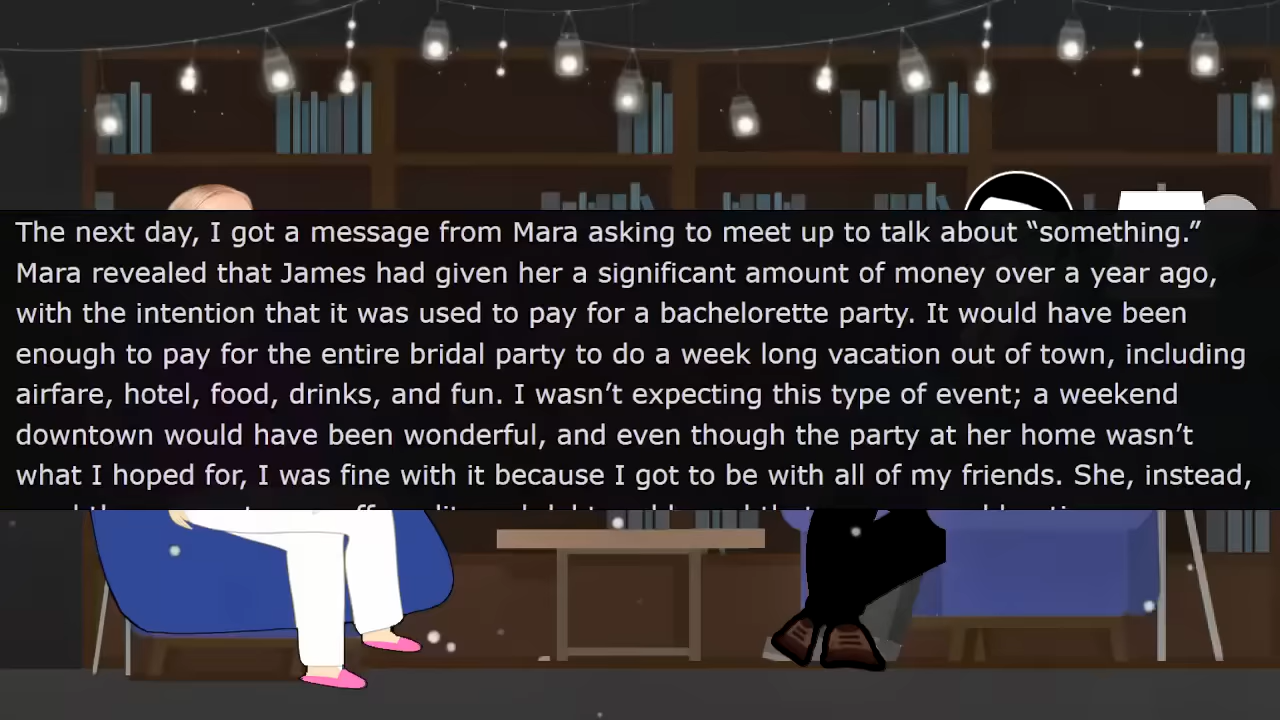 The next day, I got a message from Mara asking to meet up to talk about “something.”
Mara revealed that James had given her a significant amount of money over a year ago,
with the intention that it was used to pay for a bachelorette party. It would have been
enough to pay for the entire bridal party to do a week long vacation out of town, including
airfare, hotel, food, drinks, and fun. I wasn’t expecting this type of event; a weekend
downtown would have been wonderful, and even though the party at her home wasn’t
what I hoped for, I was fine with it because I got to be with all of my friends. She, instead,